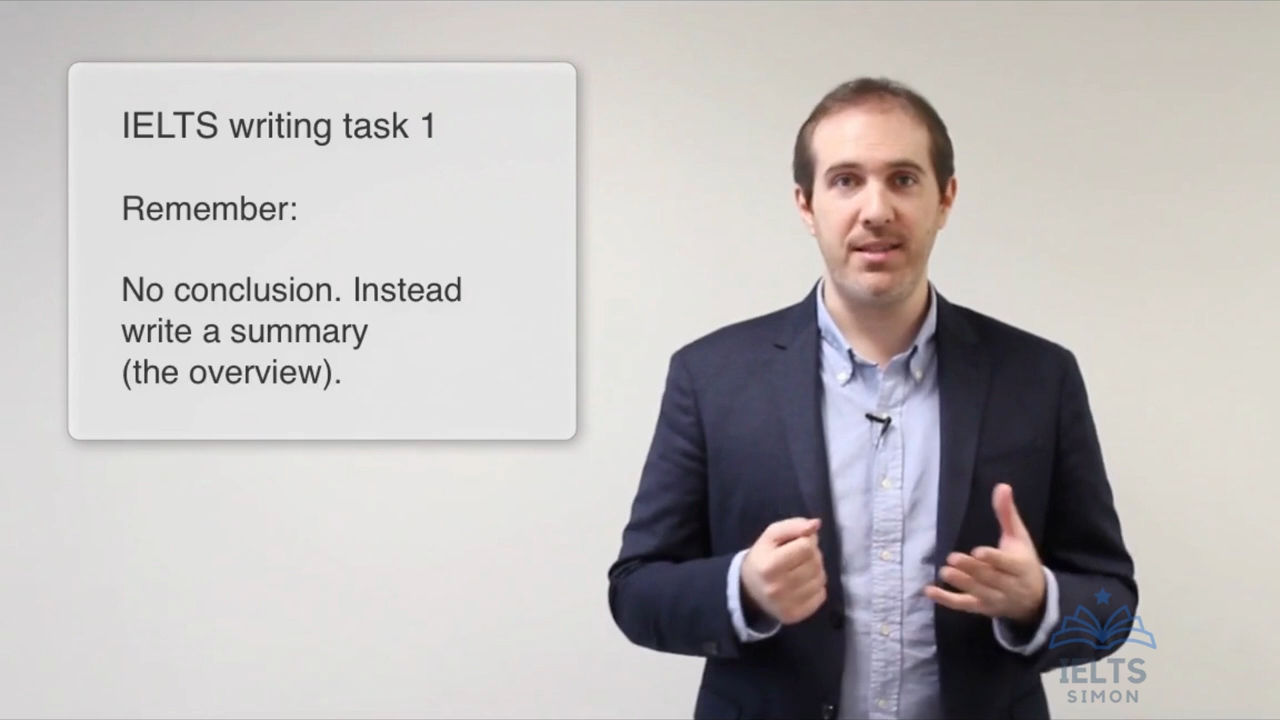 IELTS writing task 1
Remember:
No conclusion. Instead
write a summary
(the overview).
IELTS
SIMON